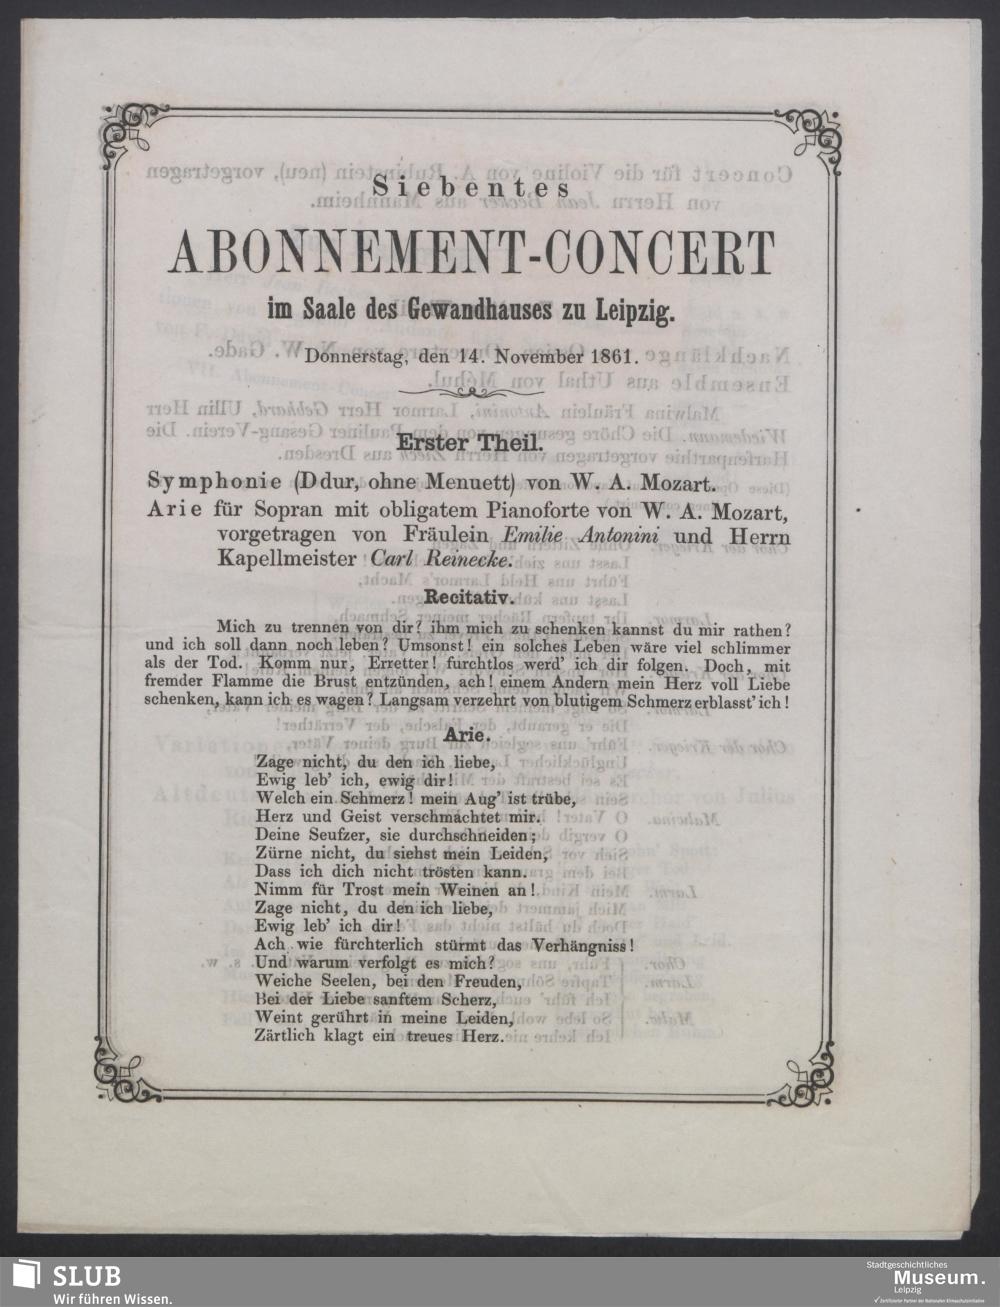 Siebentes
ABONNEMENT-CONCERT
im Saale des Gewandhauses zu Leipzig.
Donnerstag, den 14. November 1861.
Erster Theil.
Symphonie (Ddur, ohne Menuett) von W. A. Mozart.
Arie für Sopran mit obligatem Pianoforte von W. A. Mozart,
vorgetragen von Fräulein Emilie Antonini und Herrn
Kapellmeister Carl Reinecke.
Recitativ.
Mich zu trennen von dir? ihm mich zu schenken kannst du mir rathen?
und ich soll dann noch leben? Umsonst! ein solches Leben wäre viel schlimmer
als der Tod. Komm nur, Erretter! furchtlos werd' ich dir folgen. Doch, mit
fremder Flamme die Brust entzünden, ach! einem Andern mein Herz voll Liebe
schenken, kann ich es wagen? Langsam verzehrt von blutigem Schmerz erblasst' ich!
Arie.
Zage nicht, du den ich liebe,
Ewig leb' ich, ewig dir!
Welch ein Schmerz! mein Aug' ist trübe,
Herz und Geist verschmachtet mir.
Deine Seufzer, sie durchschneiden;
Zürne nicht, du siehst mein Leiden,
Dass ich dich nicht trösten kann.
Nimm für Trost mein Weinen an!
Zage nicht, du den ich liebe,
Ewig leb' ich dir!
Ach wie fürchterlich stürmt das Verhängniss!
Und warum verfolgt es mich?
Weiche Seelen, bei den Freuden,
Bei der Liebe sanftem Scherz,
Weint gerührt in meine Leiden,
Zärtlich klagt ein treues Herz.
SLUB
Wir führen Wissen.
Stadtgeschichtliches
Museum.
Leipzig
Zertifizierter Partner der Nationalen Klimaschutzinitiative